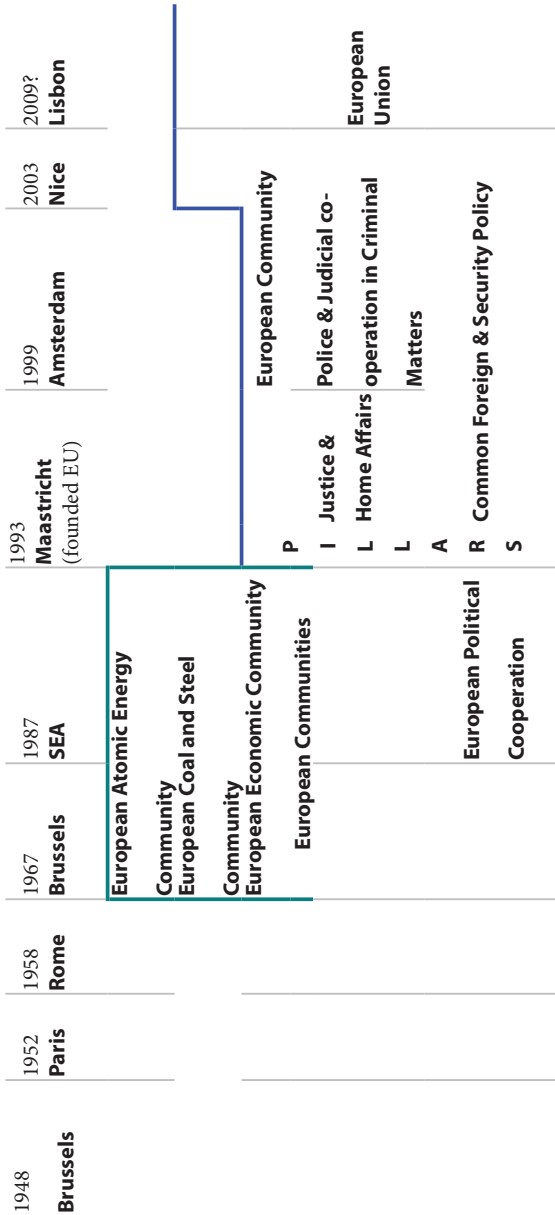 1948
Brussels
1952
Paris
1958
Rome
1967
Brussels
1987
SEA
1993
Maastricht
(founded EU)
1999
Amsterdam
2003
Nice
2009?
Lisbon
European Atomic Energy
Community
European Coal and Steel
Community
European Economic Community
European Communities
European Political
Cooperation
P
I
L
L
A
R
S
European Community
Justice &
Home Affairs
Police & Judicial co-
operation in Criminal
Matters
Common Foreign & Security Policy
European
Union